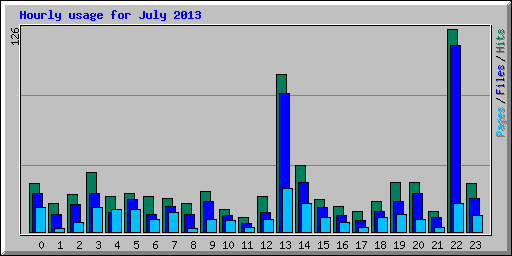 Hourly usage for July 2013
126
Pages / Files / Hits
0 1 2 3 4 5 6 7 8 9 10 11 12 13 14 15 16 17 18 19 20 21 22 23